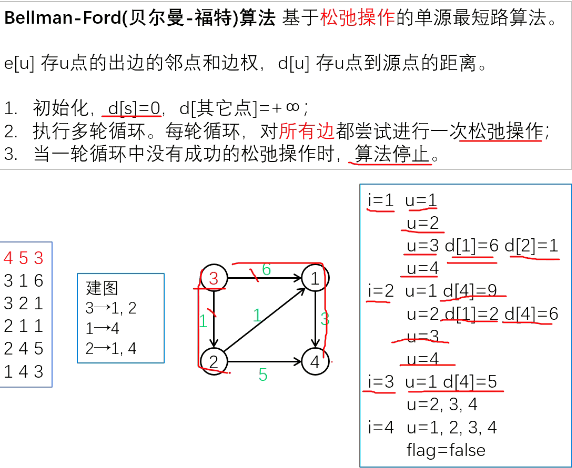 Bellman-Ford(贝尔曼-福特)算法 基于松弛操作的单源最短路算法。
e[u] 存u点的出边的邻点和边权，d[u] 存u点到源点的距离。
1. 初始化，d[s]=0，d[其它点]=+∞；
2. 执行多轮循环。每轮循环，对所有边都尝试进行一次松弛操作；
3. 当一轮循环中没有成功的松弛操作时，算法停止。
4 5 3
3 1 6
3 2 1
2 1 1
2 4 5
1 4 3
建图
3→1, 2
1→4
2→1, 4
3
6
1
1
1
3
2
5
4
i=1 u=1
u=2
u=3 d[1]=6 d[2]=1
u=4
i=2 u=1 d[4]=9
u=2 d[1]=2 d[4]=6
u=3
u=4
i=3 u=1 d[4]=5
u=2, 3, 4
i=4 u=1, 2, 3, 4
flag=false